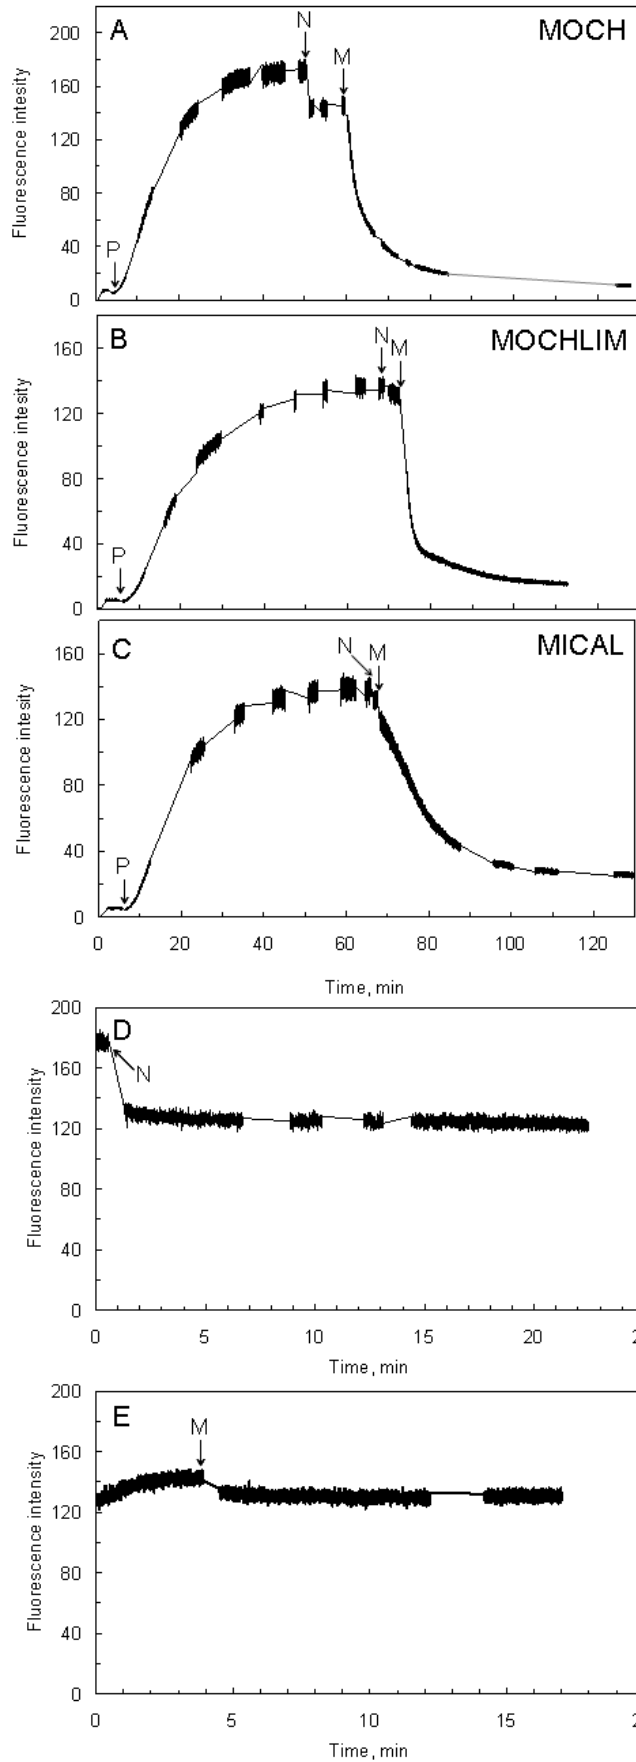 A
MOCH
N
M
P
220
200
160
120
80
40
0
Fluorescence intesity
B
MOCHLIM
N
M
P
160
120
80
40
0
Fluorescence intesity
C
MICAL
N
M
P
160
120
80
40
0
Fluorescence intesity
0 20 40 60 80 100 120
Time, min
D
N
200
160
120
80
40
0
Fluorescence intensity
0 5 10 15 20 2
Time, min
E
M
200
160
120
80
40
0
Fluorescence intensity
0 5 10 15 2
Time, min